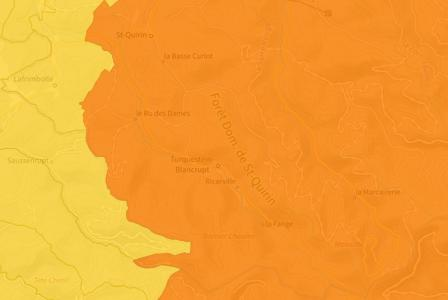 St-Quirin
la Basse Curiot
Lafrimbolle
le Ru des Dames
Forêt Dom. de St-Quirin
Saussenrupt
Turquestein-
Blancrupt
Ricarville
la Marcairerie
la Fange